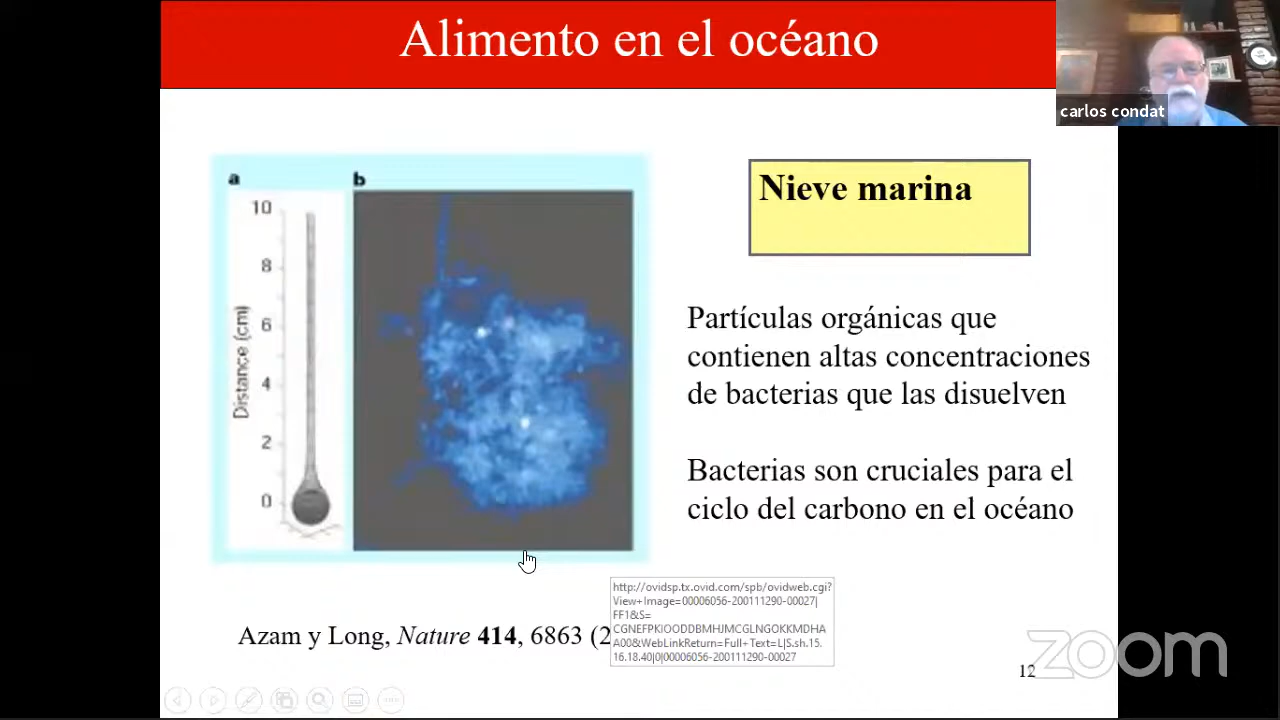 Alimento en el océano
carlos condat
a
b
10
8
6
4
2
0
Distance (cm)
Nieve marina
Partículas orgánicas que
contienen altas concentraciones
de bacterias que las disuelven
Bacterias son cruciales para el
ciclo del carbono en el océano
http://ovidsp.tx.ovid.com/spb/ovidweb.cgi?
View+Image=00006056-200111290-00027|
FF1&S=
CGNEFPKIOODDBMHJMCGLNGOKKMDHA
A00&WebLinkReturn=Full+Text=L|S.sh.15.
16.18.40|0|00006056-200111290-00027
Azam y Long, Nature 414, 6863 (2
12
zoom